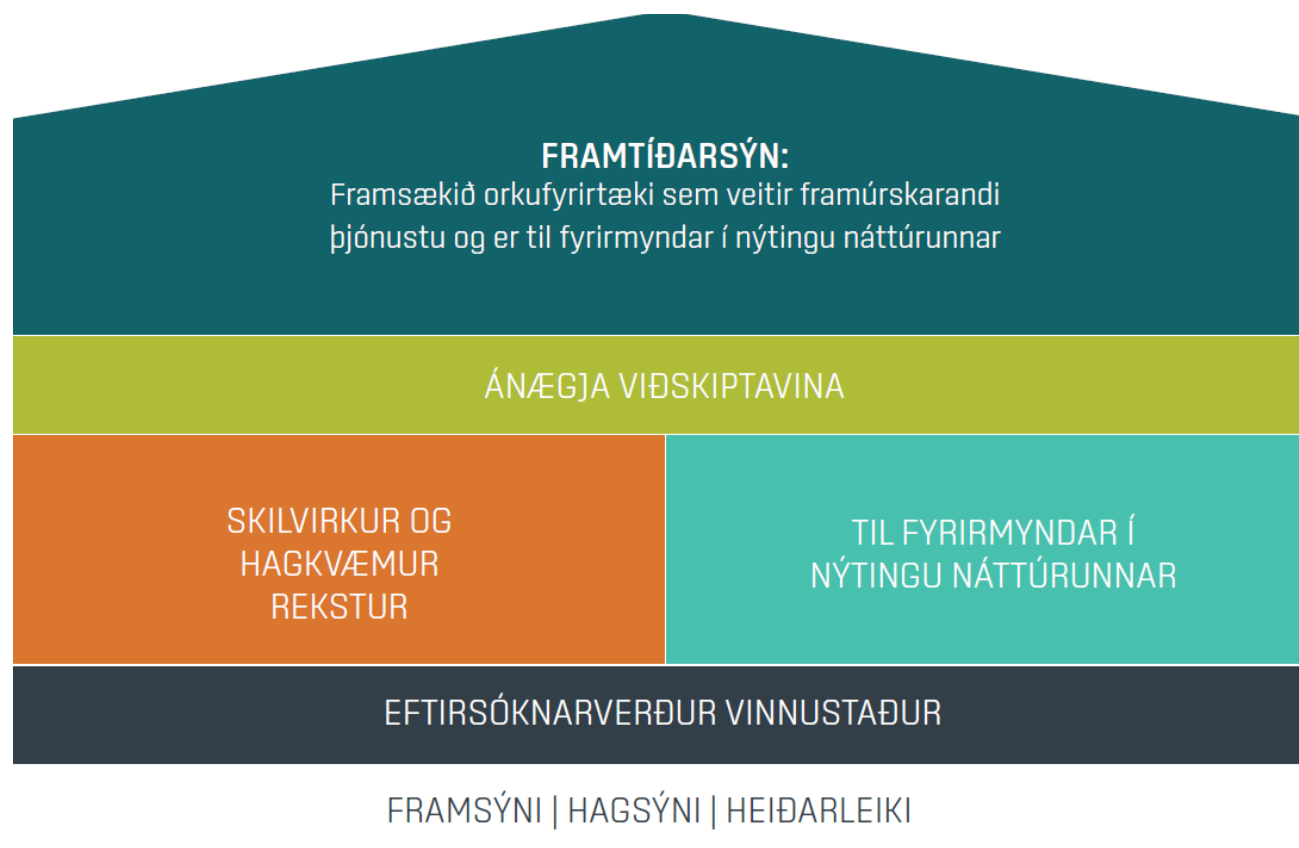 FRAMTÍÐARSÝN:
Framsækið orkufyrirtæki sem veitir framúrskarandi
þjónustu og er til fyrirmyndar í nýtingu náttúrunnar
ÁNÆGJA VIÐSKIPTAVINA
SKILVIRKUR OG
HAGKVÆMUR
REKSTUR
TIL FYRIRMYNDAR Í
NÝTINGU NÁTTÚRUNNAR
EFTIRSÓKNARVERÐUR VINNUSTAÐUR
FRAMSÝNI | HAGSÝNI | HEIÐARLEIKI